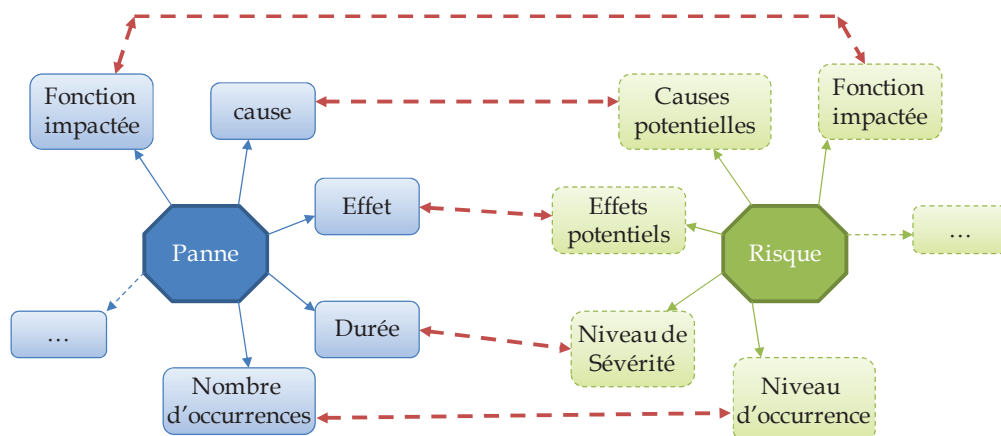 Fonction
impactée
cause
Causes
potentielles
Fonction
impactée
Effet
Effets
potentiels
Panne
Risque
…
…
Durée
Niveau de
Sévérité
Nombre
d’occurrences
Niveau
d’occurrence